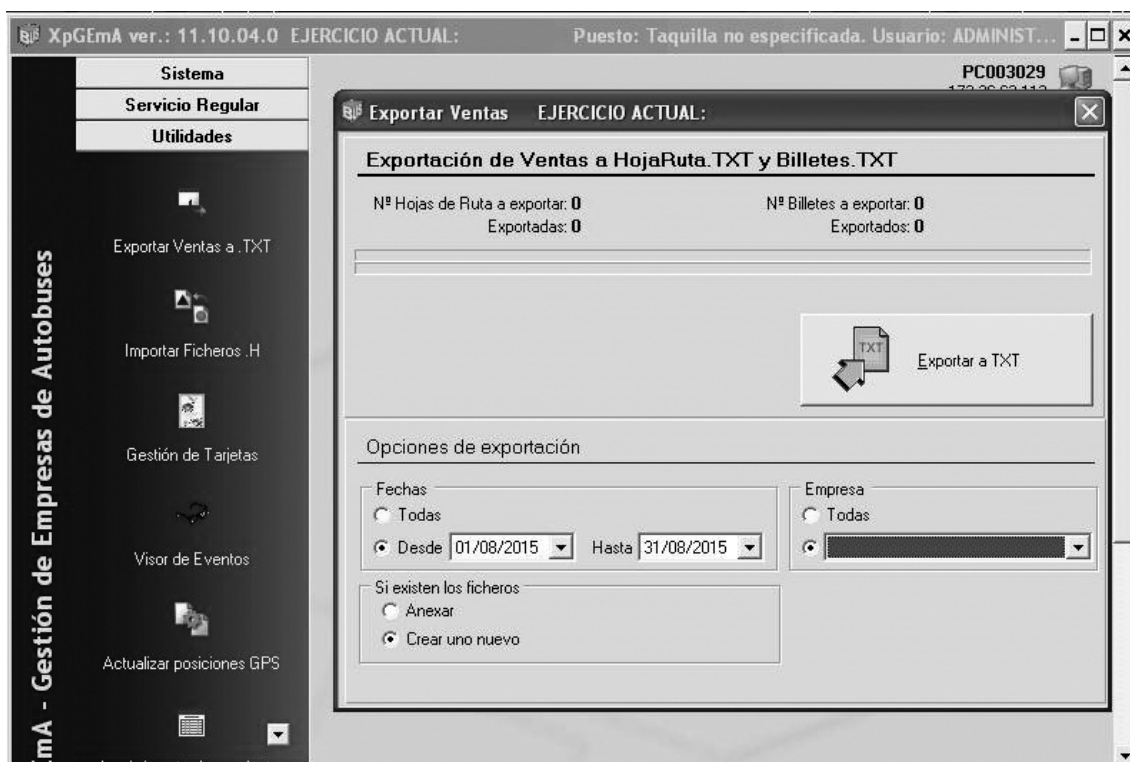 XpGEmA ver.: 11.10.04.0 EJERCICIO ACTUAL: Puesto: Taquilla no especificada. Usuario: ADMINIST...
Sistema
Servicio Regular
Utilidades
Exportar Ventas a .TXT
Importar Ficheros .H
Gestión de Tarjetas
Visor de Eventos
Actualizar posiciones GPS
EmA - Gestión de Empresas de Autobuses
PC003029
Exportar Ventas EJERCICIO ACTUAL:
Exportación de Ventas a HojaRuta.TXT y Billetes.TXT
Nº Hojas de Ruta a exportar: 0 Nº Billetes a exportar: 0
Exportadas: 0 Exportados: 0
TXT
Exportar a TXT
Opciones de exportación
Fechas
Todas
Desde 01/08/2015 Hasta 31/08/2015
Empresa
Todas
Si existen los ficheros
Anexar
Crear uno nuevo